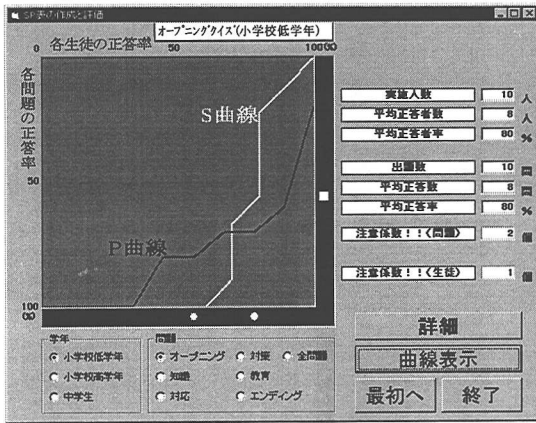 SP表の作成と評価
オープニングクイズ(小学校低学年)
0 各生徒の正答率 50 100
各問題の正答率
S曲線
50
P曲線
100
(%)
実施人数 10 人
平均正答者数 8 人
平均正答者率 80 %
出題数 10 問
平均正答数 8 問
平均正答率 80 %
注意係数!!(問題) 2 個
注意係数!!(生徒) 1 個
詳細
曲線表示
最初へ 終了
学年
小学校低学年
小学校高学年
中学生
問題
オープニング 対策 全問題
知識 教育
対応 エンディング